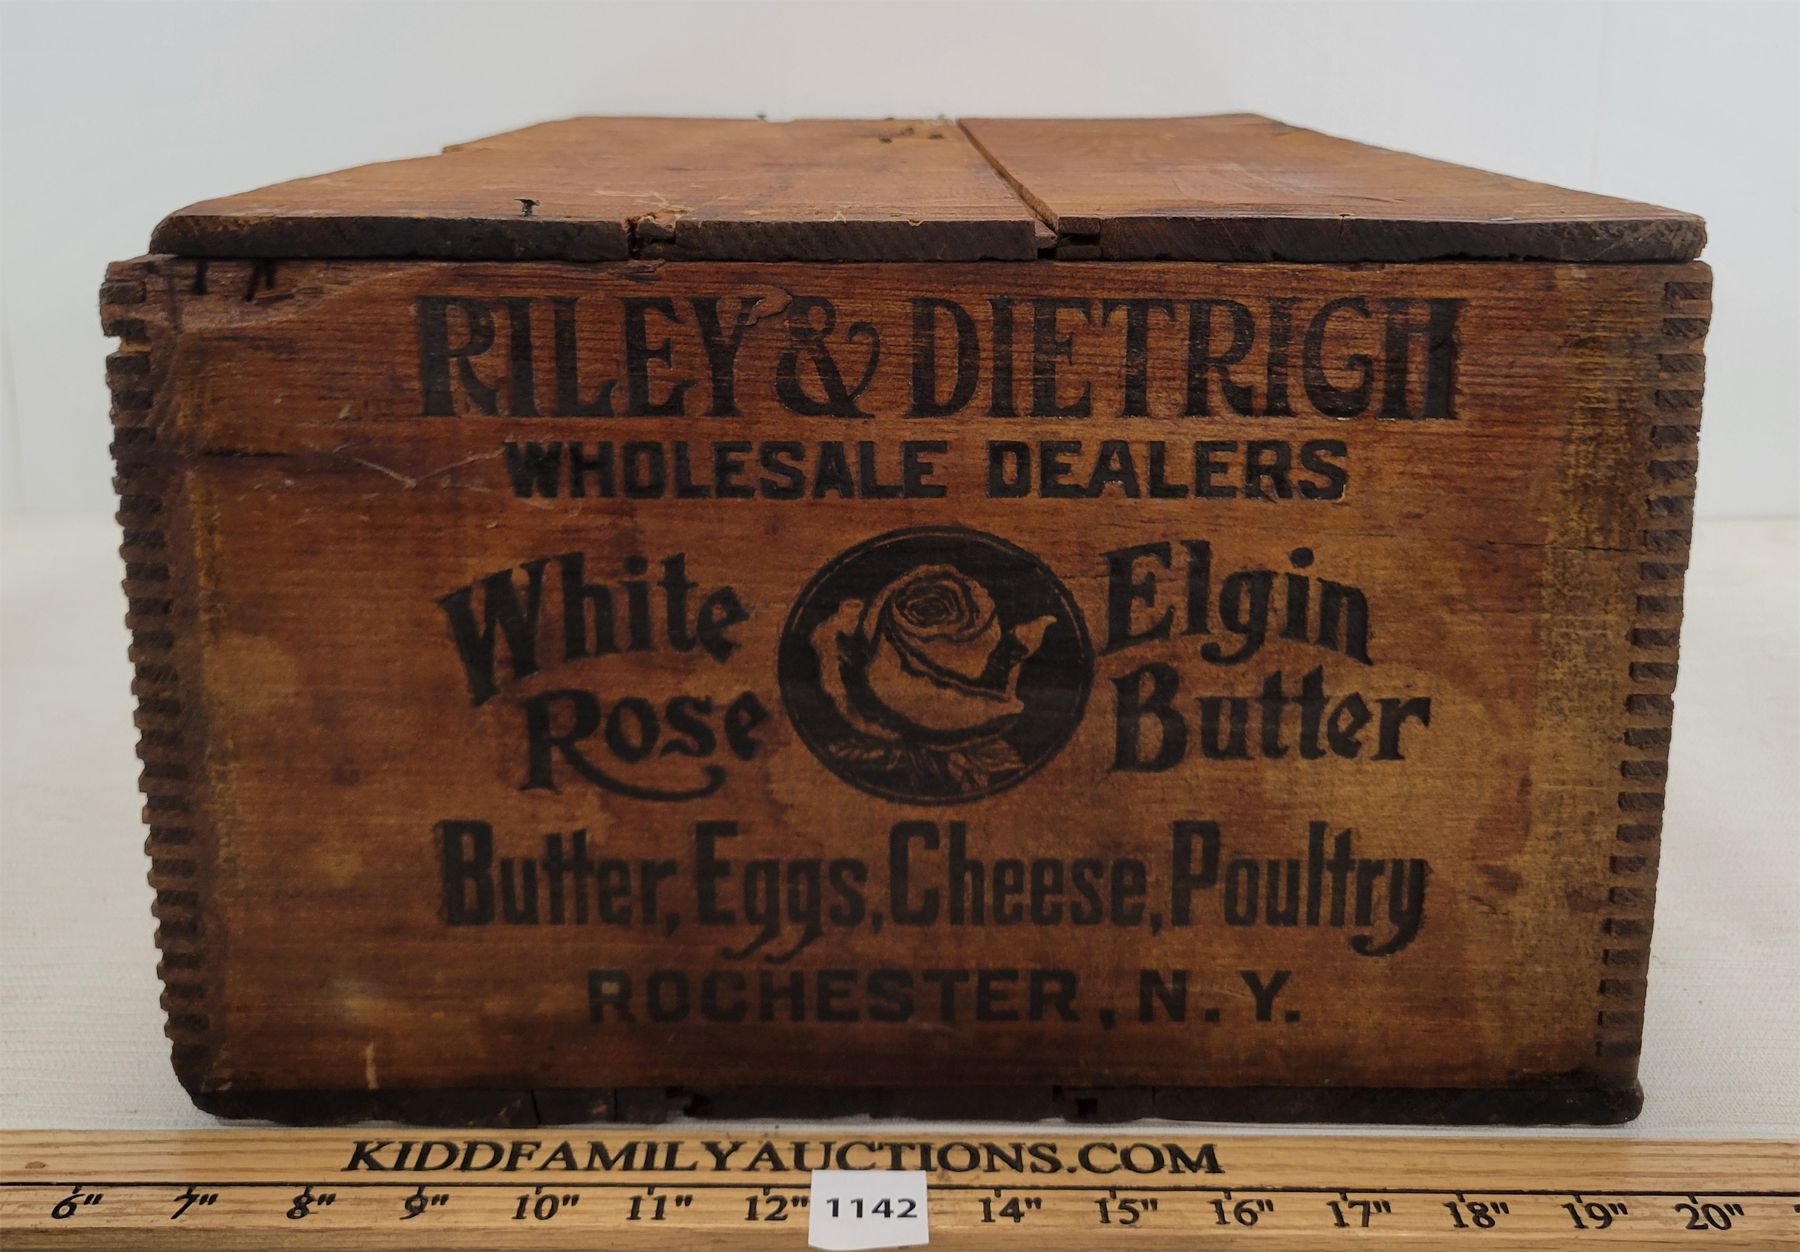 RILEY & DIETRICH
WHOLESALE DEALERS
White Rose
Elgin Butter
Butter, Eggs, Cheese, Poultry
ROCHESTER, N.Y.
KIDDFAMILYAUCTIONS.COM
6" 7" 8" 9" 10" 11" 12" 1142 14" 15" 16" 17" 18" 19" 20"